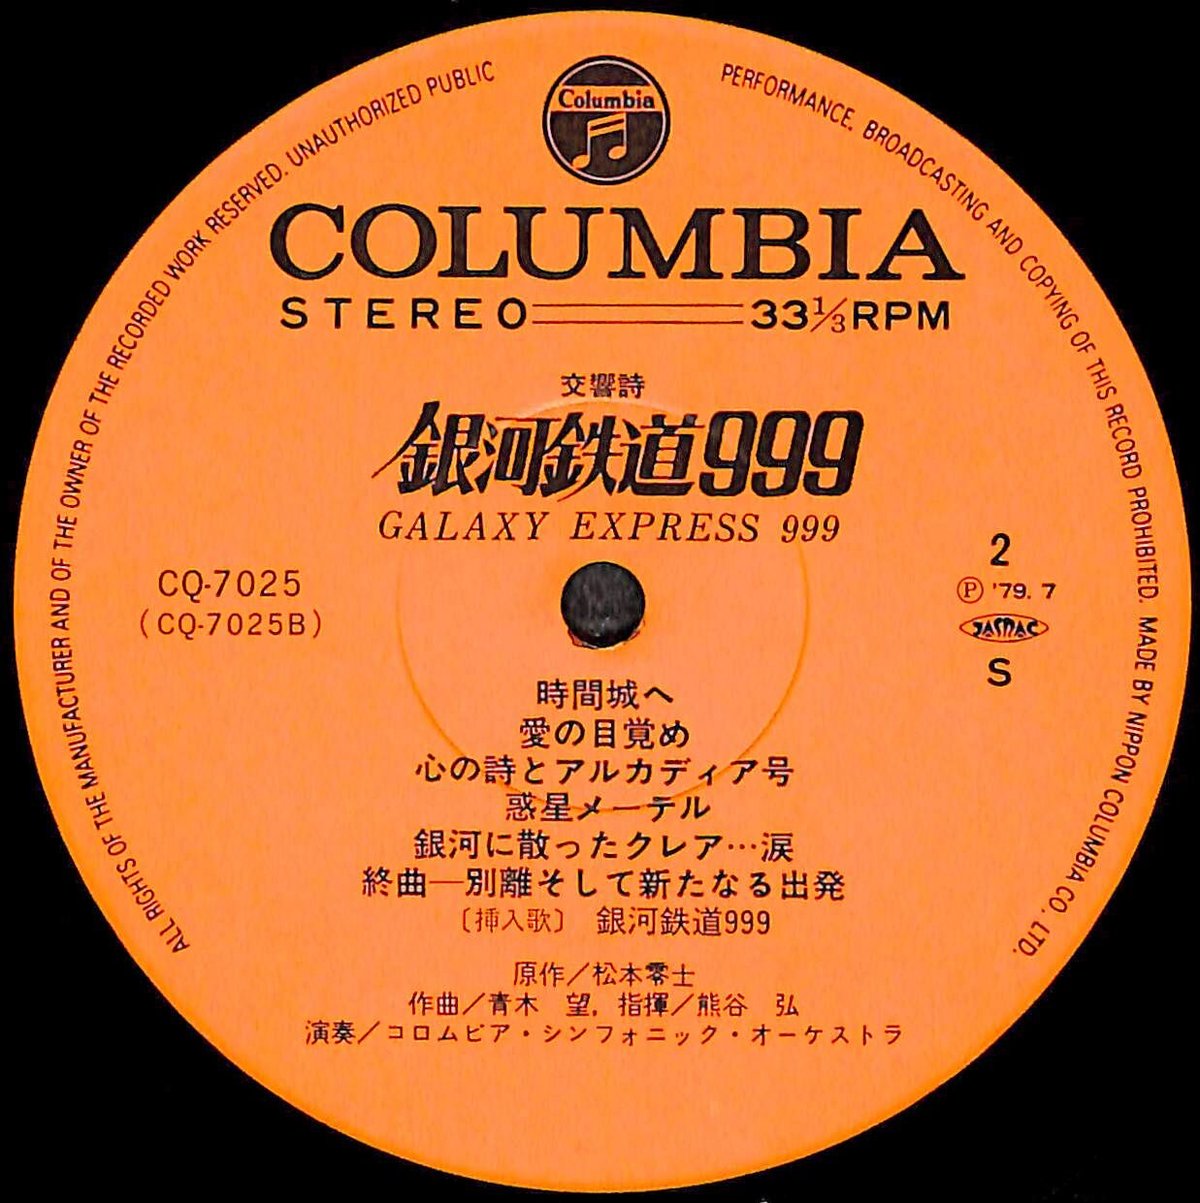 Columbia
COLUMBIA
STEREO 33⅓RPM
交響詩
銀河鉄道999
GALAXY EXPRESS 999
CQ-7025
(CQ-7025B)
2
Ⓟ '79. 7
JASRAC
S
時間城へ
愛の目覚め
心の詩とアルカディア号
惑星メーテル
銀河に散ったクレア…涙
終曲—別離そして新たなる出発
〔挿入歌〕 銀河鉄道999
原作/松本零士
作曲/青木 望, 指揮/熊谷 弘
演奏/コロムビア・シンフォニック・オーケストラ
ALL RIGHTS OF THE MANUFACTURER AND OF THE OWNER OF THE RECORDED WORK RESERVED. UNAUTHORIZED PUBLIC PERFORMANCE, BROADCASTING AND COPYING OF THIS RECORD PROHIBITED. MADE BY NIPPON COLUMBIA CO. LTD.